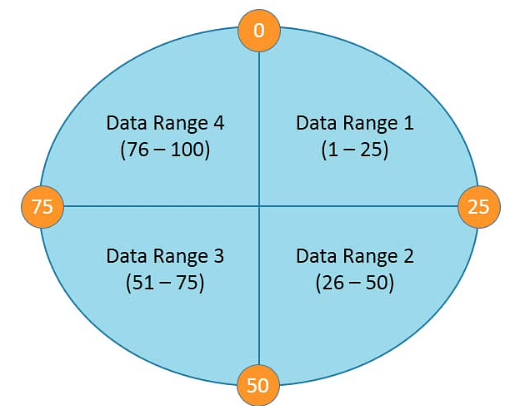 0
Data Range 4
(76 – 100)
Data Range 1
(1 – 25)
75
25
Data Range 3
(51 – 75)
Data Range 2
(26 – 50)
50